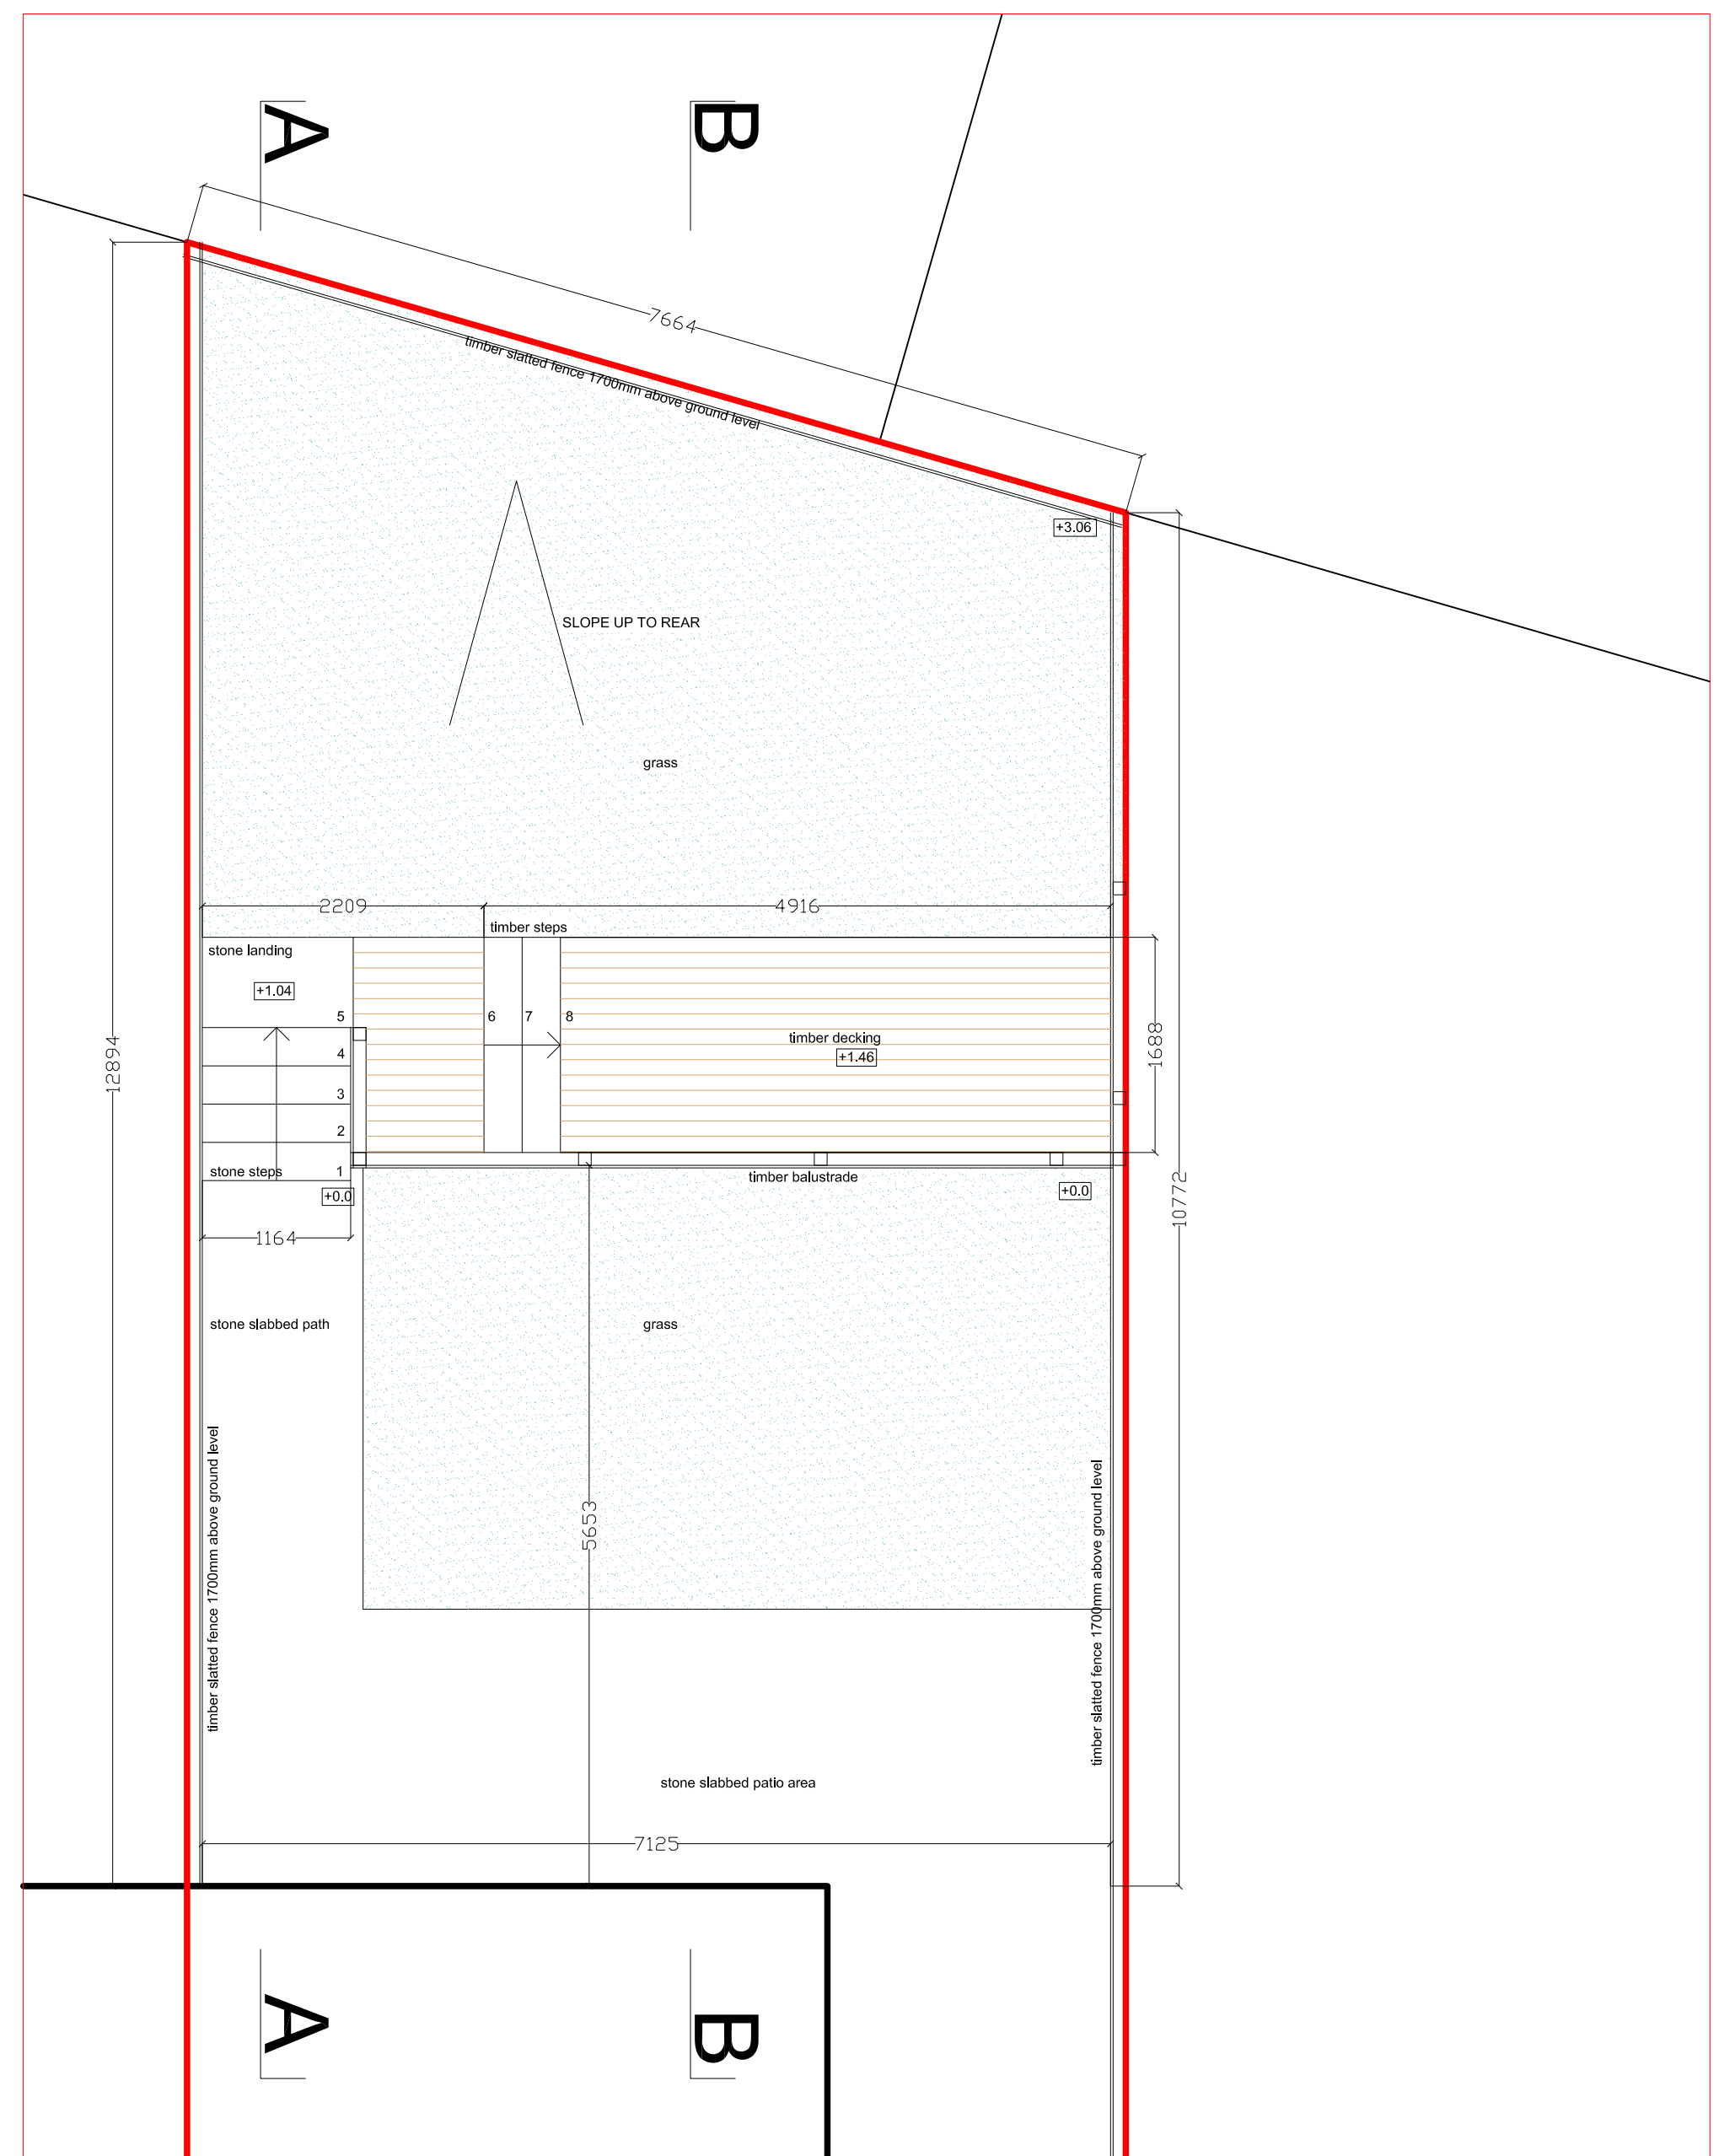 A
B
7664
timber slatted fence 1700mm above ground level
+3.06
SLOPE UP TO REAR
grass
2209
4916
timber steps
stone landing
+1.04
5
6
7
8
timber decking
+1.46
4
3
2
stone steps
1
12894
1688
timber balustrade
+0.0
+0.0
1164
10772
stone slabbed path
grass
5653
timber slatted fence 1700mm above ground level
timber slatted fence 1700mm above ground level
stone slabbed patio area
7125
A
B